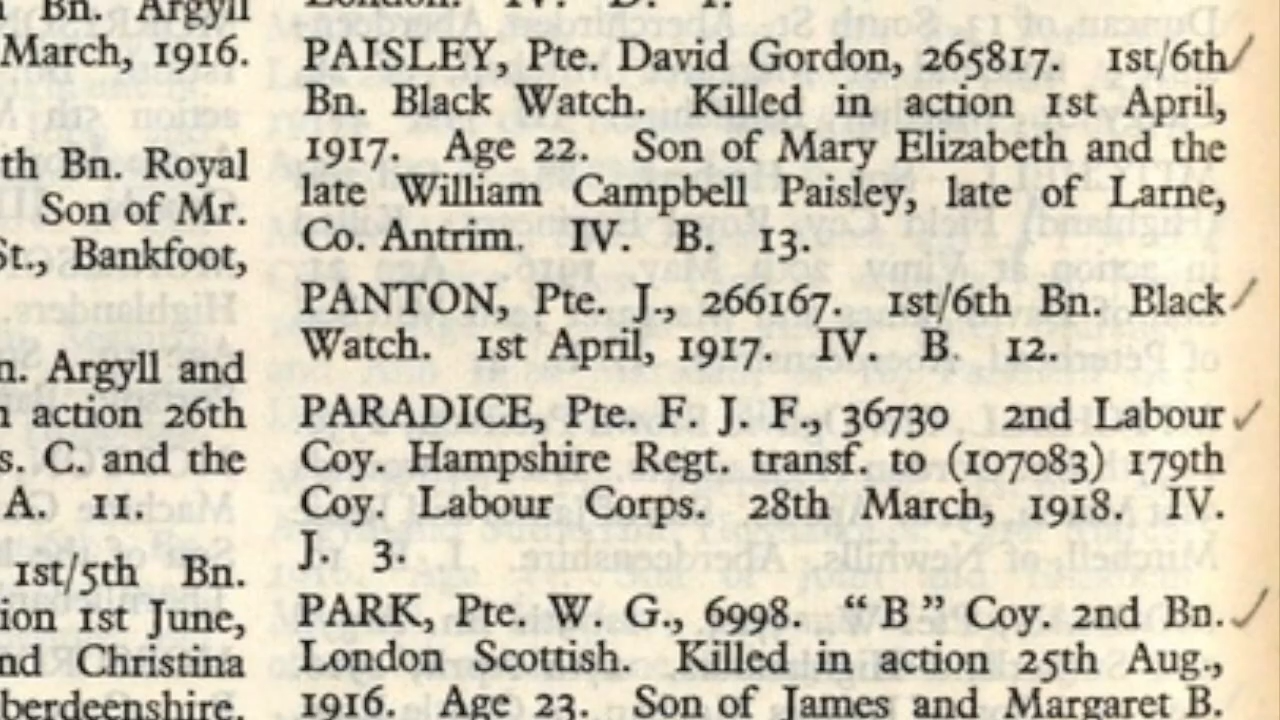 Bn. Argyll
March, 1916.
th Bn. Royal
Son of Mr.
St., Bankfoot,
n. Argyll and
action 26th
s. C. and the
A. 11.
1st/5th Bn.
ion 1st June,
nd Christina
berdeenshire.
London. IV. D. 1.
PAISLEY, Pte. David Gordon, 265817. 1st/6th
Bn. Black Watch. Killed in action 1st April,
1917. Age 22. Son of Mary Elizabeth and the
late William Campbell Paisley, late of Larne,
Co. Antrim. IV. B. 13.
PANTON, Pte. J., 266167. 1st/6th Bn. Black
Watch. 1st April, 1917. IV. B. 12.
PARADICE, Pte. F. J. F., 36730 2nd Labour
Coy. Hampshire Regt. transf. to (107083) 179th
Coy. Labour Corps. 28th March, 1918. IV.
J. 3.
PARK, Pte. W. G., 6998. “B” Coy. 2nd Bn.
London Scottish. Killed in action 25th Aug.,
1916. Age 23. Son of James and Margaret B.